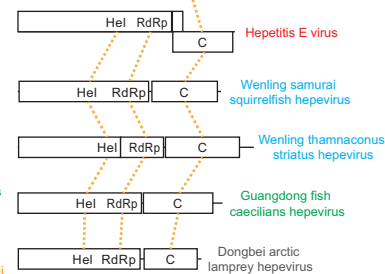 Hel RdRp
C
Hepetitis E virus
Hel RdRp C
Wenling samurai
squirrelfish hepevirus
Hel RdRp C
Wenling thamnaconus
striatus hepevirus
s
Hel RdRp C
Guangdong fish
caecilians hepevirus
Hel RdRp C
Dongbei arctic
lamprey hepevirus
i